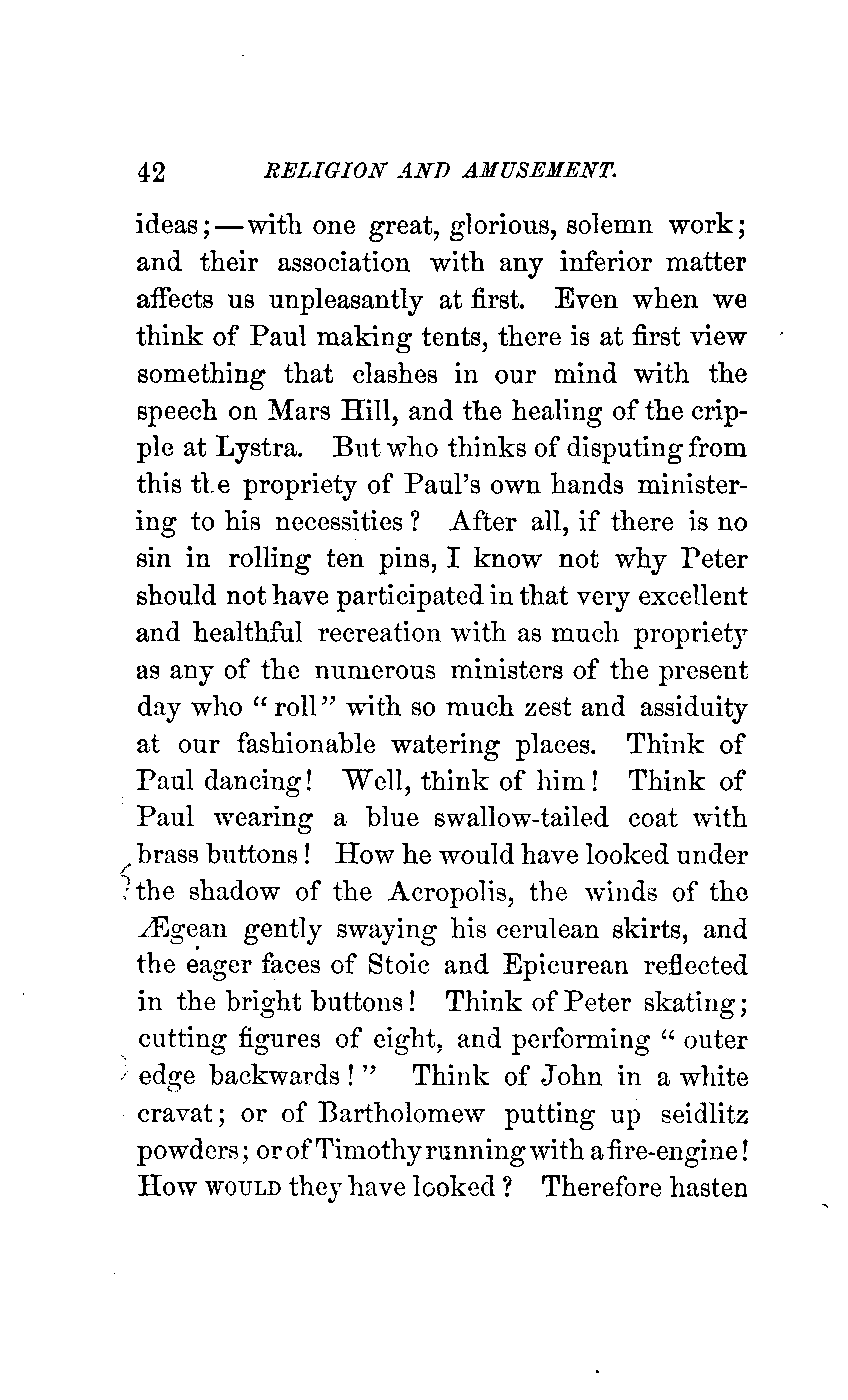 42 RELIGION AND AMUSEMENT.
ideas;—with one great, glorious, solemn work;
and their association with any inferior matter
affects us unpleasantly at first. Even when we
think of Paul making tents, there is at first view
something that clashes in our mind with the
speech on Mars Hill, and the healing of the crip-
ple at Lystra. But who thinks of disputing from
this the propriety of Paul's own hands minister-
ing to his necessities? After all, if there is no
sin in rolling ten pins, I know not why Peter
should not have participated in that very excellent
and healthful recreation with as much propriety
as any of the numerous ministers of the present
day who "roll" with so much zest and assiduity
at our fashionable watering places. Think of
Paul dancing! Well, think of him! Think of
Paul wearing a blue swallow-tailed coat with
brass buttons! How he would have looked under
the shadow of the Acropolis, the winds of the
Ægean gently swaying his cerulean skirts, and
the eager faces of Stoic and Epicurean reflected
in the bright buttons! Think of Peter skating;
cutting figures of eight, and performing "outer
edge backwards!" Think of John in a white
cravat; or of Bartholomew putting up seidlitz
powders; or of Timothy running with a fire-engine!
How WOULD they have looked? Therefore hasten